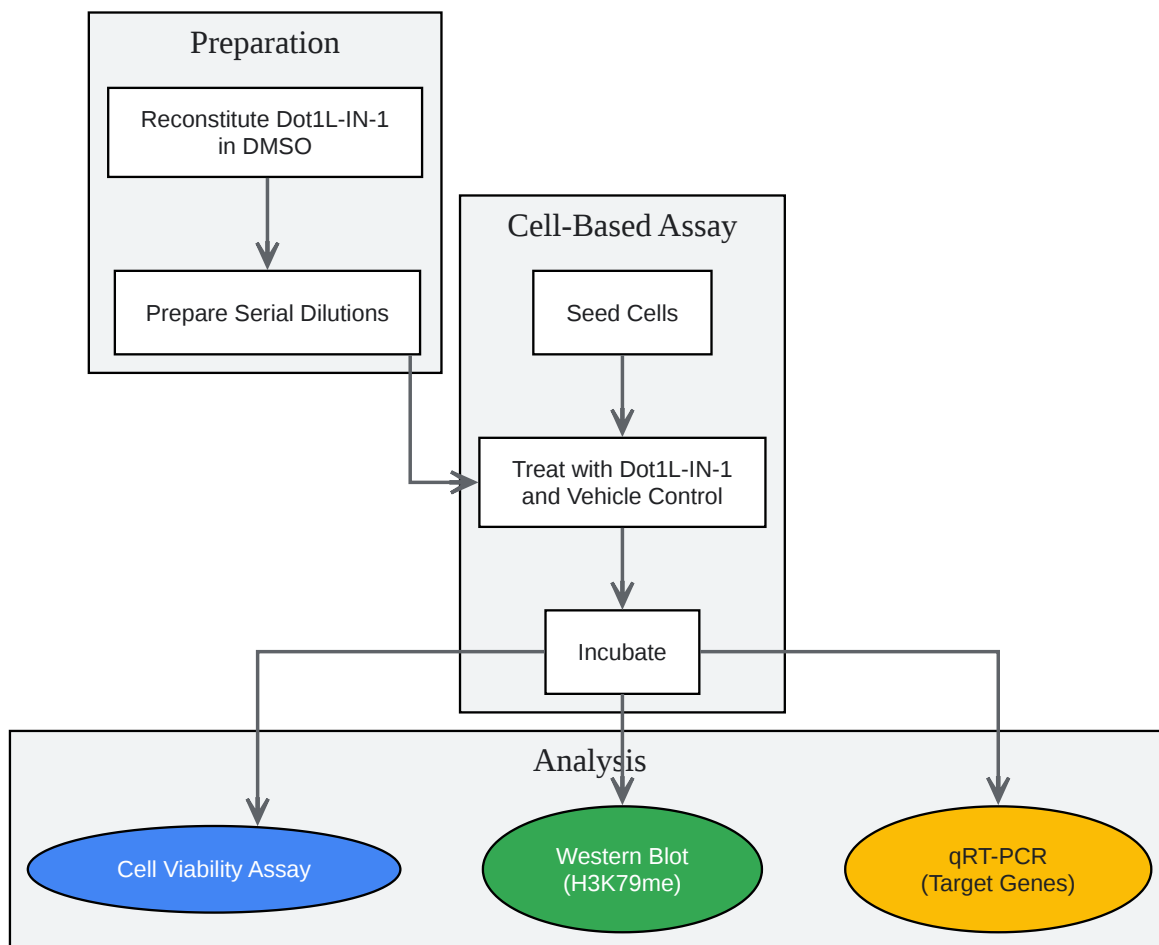 Preparation
Reconstitute Dot1L-IN-1
in DMSO
Prepare Serial Dilutions
Cell-Based Assay
Seed Cells
Treat with Dot1L-IN-1
and Vehicle Control
Incubate
Analysis
Cell Viability Assay
Western Blot
(H3K79me)
qRT-PCR
(Target Genes)